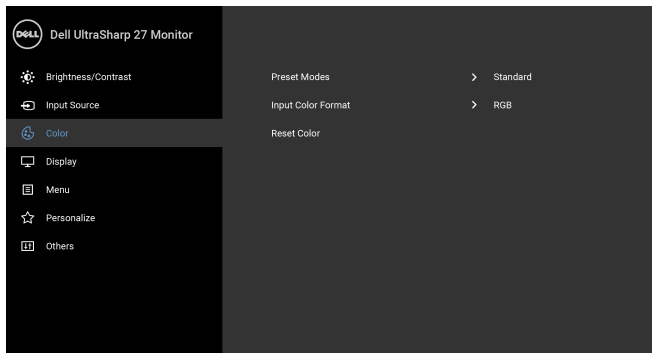 DELL Dell UltraSharp 27 Monitor
Brightness/Contrast
Preset Modes > Standard
Input Source
Input Color Format > RGB
Color
Reset Color
Display
Menu
Personalize
Others